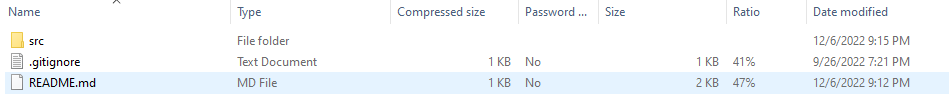 Name Type Compressed size Password ... Size Ratio Date modified
src File folder 12/6/2022 9:15 PM
.gitignore Text Document 1 KB No 1 KB 41% 9/26/2022 7:21 PM
README.md MD File 1 KB No 2 KB 47% 12/6/2022 9:12 PM